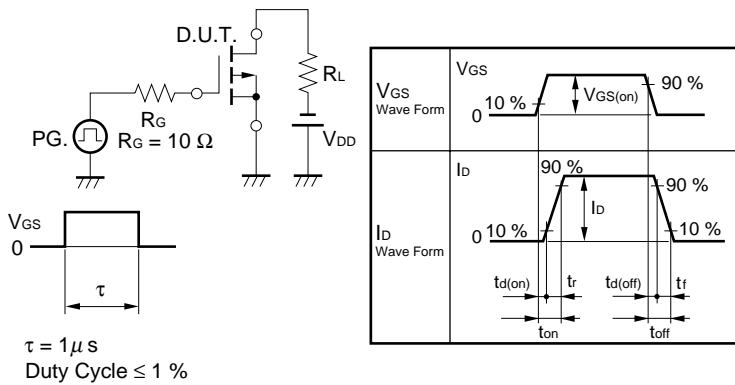 D.U.T.
RL
RG
PG.
RG = 10 Ω
VDD
VGS
0
τ
τ = 1μ s
Duty Cycle ≤ 1 %
VGS
Wave Form
VGS
10 %
0
VGS(on)
90 %
ID
Wave Form
ID
90 %
90 %
ID
0
10 %
10 %
td(on)
tr
td(off)
tf
ton
toff